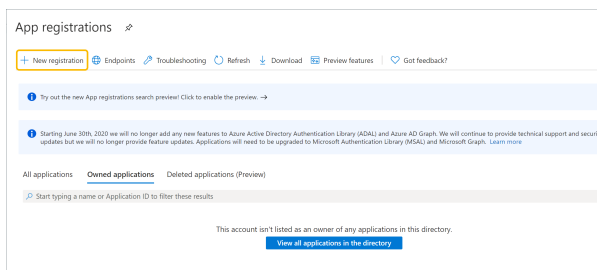 App registrations
New registration Endpoints Troubleshooting Refresh Download Preview features Got feedback?
Try out the new App registrations search preview! Click to enable the preview. →
Starting June 30th, 2020 we will no longer add any new features to Azure Active Directory Authentication Library (ADAL) and Azure AD Graph. We will continue to provide technical support and securi
updates but we will no longer provide feature updates. Applications will need to be upgraded to Microsoft Authentication Library (MSAL) and Microsoft Graph. Learn more
All applications Owned applications Deleted applications (Preview)
Start typing a name or Application ID to filter these results
This account isn't listed as an owner of any applications in this directory.
View all applications in the directory